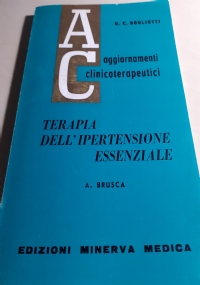 G. C. DOGLIOTTI
A
C
aggiornamenti
clinicoterapeutici
TERAPIA
DELL'IPERTENSIONE
ESSENZIALE
A. BRUSCA
EDIZIONI MINERVA MEDICA